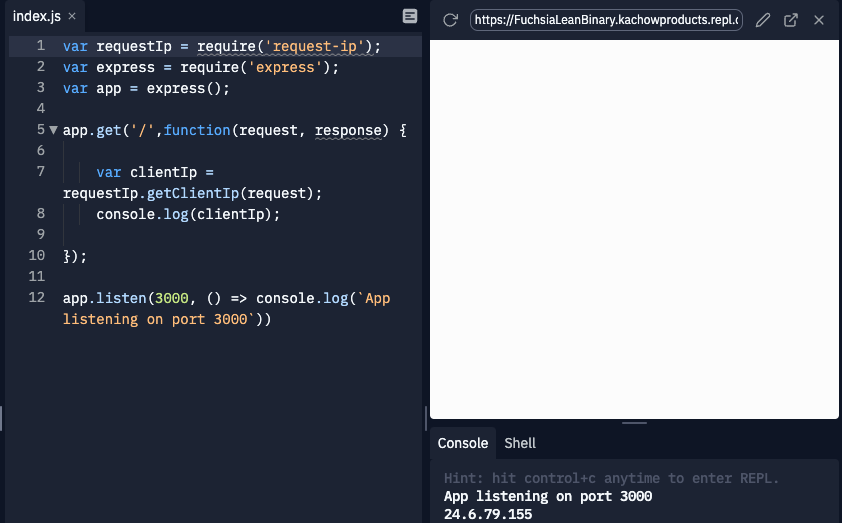 index.js ×
https://FuchsiaLeanBinary.kachowproducts.repl.c
1 var requestIp = require('request-ip');
2 var express = require('express');
3 var app = express();
4
5 app.get('/',function(request, response) {
6
7 var clientIp =
requestIp.getClientIp(request);
8 console.log(clientIp);
9
10 });
11
12 app.listen(3000, () => console.log(`App
listening on port 3000`))
Console Shell
Hint: hit control+c anytime to enter REPL.
App listening on port 3000
24.6.79.155